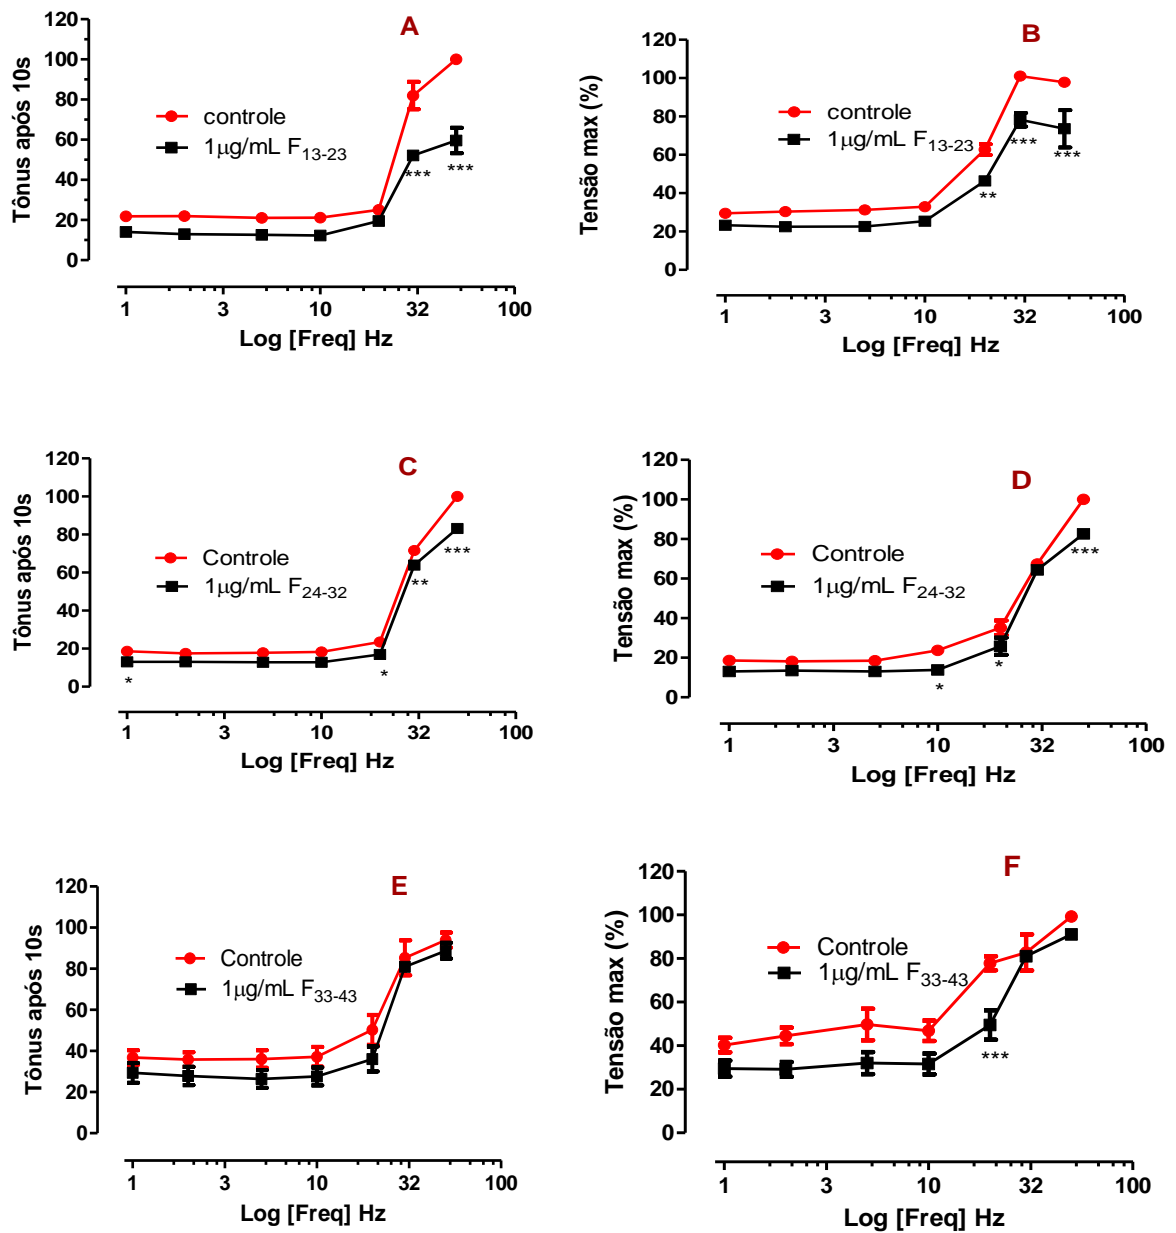 A
Tônus após 10s
120
100
80
60
40
20
0
controle
1µg/mL F13-23
***
***
1 3 10 32 100
Log [Freq] Hz
B
Tensão max (%)
120
100
80
60
40
20
0
controle
1µg/mL F13-23
**
***
***
1 3 10 32 100
Log [Freq] Hz
C
Tônus após 10s
120
100
80
60
40
20
0
Controle
1µg/mL F24-32
*
*
**
***
1 3 10 32 100
Log [Freq] Hz
D
Tensão max (%)
120
100
80
60
40
20
0
Controle
1µg/mL F24-32
*
*
***
1 3 10 32 100
Log [Freq] Hz
E
Tônus após 10s
120
100
80
60
40
20
0
Controle
1µg/mL F33-43
1 3 10 32 100
Log [Freq] Hz
F
Tensão max (%)
120
100
80
60
40
20
0
Controle
1µg/mL F33-43
***
1 3 10 32 100
Log [Freq] Hz